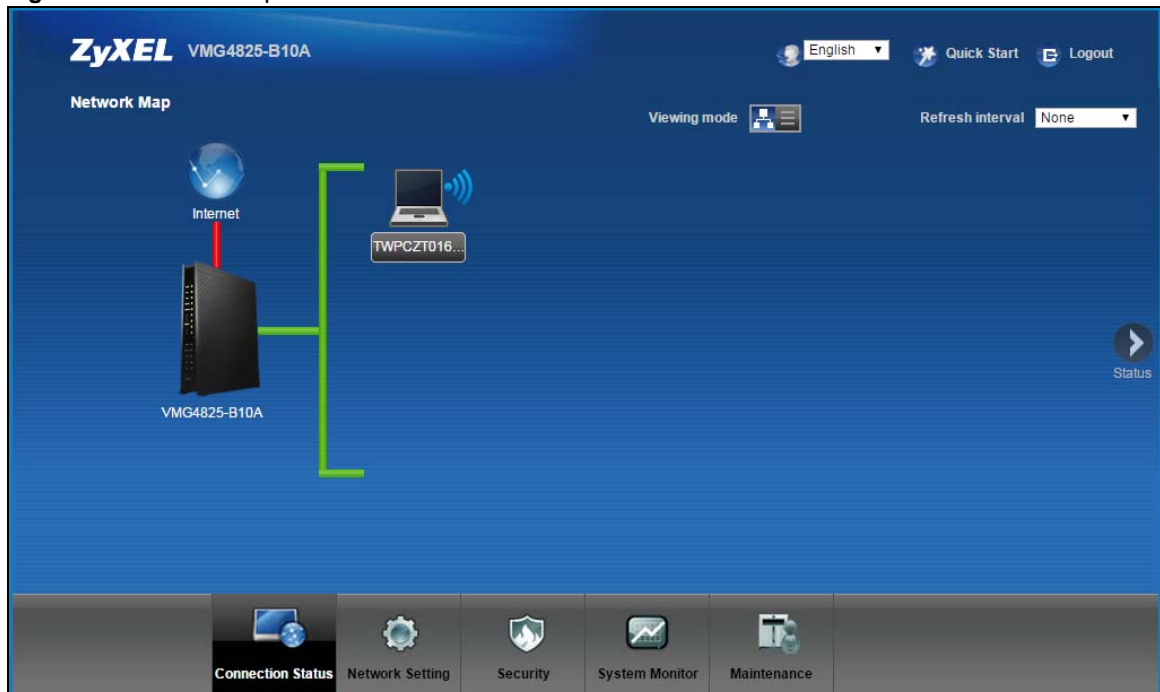 ZyXEL VMG4825-B10A
English
Quick Start
Logout
Network Map
Viewing mode
Refresh interval None
Internet
TWPCZT016...
VMG4825-B10A
Status
Connection Status
Network Setting
Security
System Monitor
Maintenance